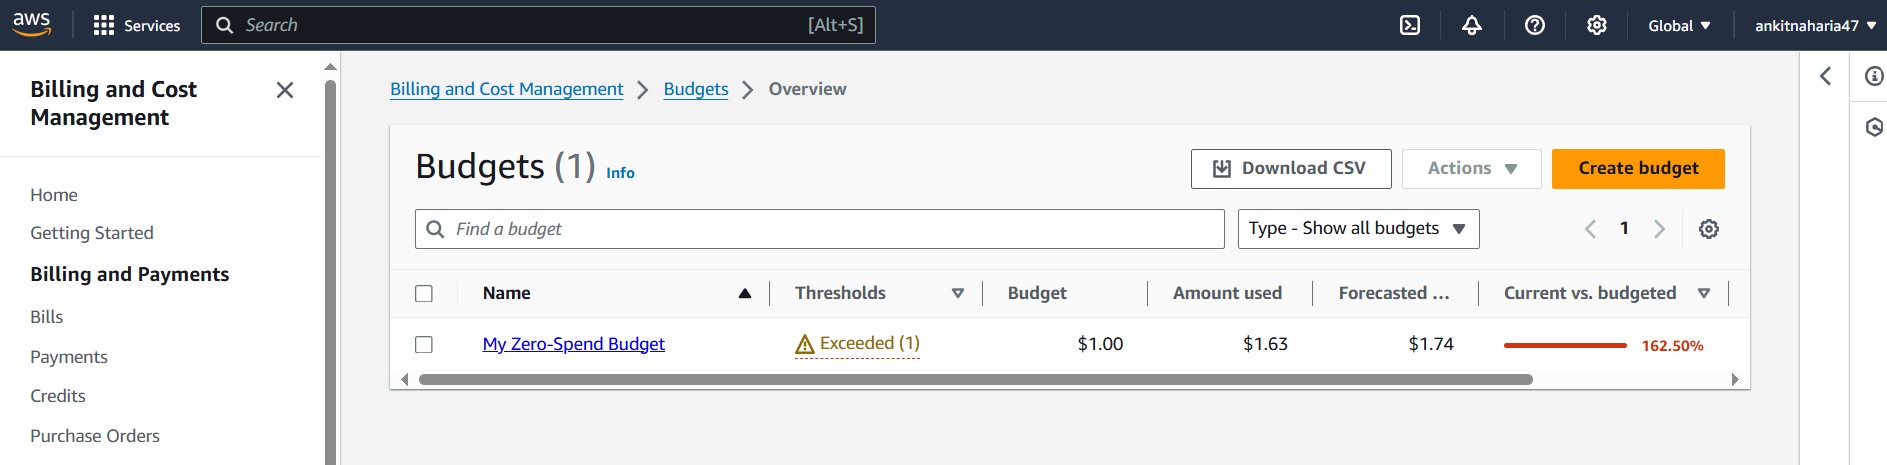 aws
Services
Search
[Alt+S]
Global
ankitnaharia47
Billing and Cost
Management
Home
Getting Started
Billing and Payments
Bills
Payments
Credits
Purchase Orders
Billing and Cost Management
Budgets
Overview
Budgets (1) Info
Download CSV
Actions
Create budget
Find a budget
Type - Show all budgets
1
Name
Thresholds
Budget
Amount used
Forecasted ...
Current vs. budgeted
My Zero-Spend Budget
Exceeded (1)
$1.00
$1.63
$1.74
162.50%